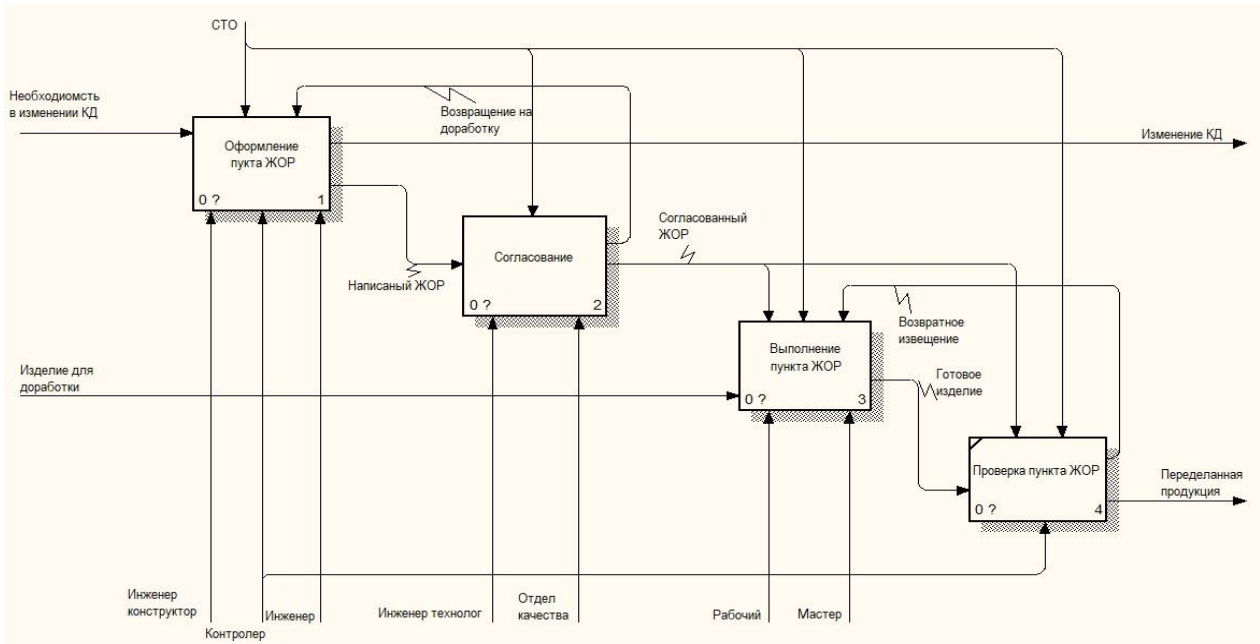 СТО
Необходиомсть
в изменении КД
Возвращение на
доработку
Изменение КД
Оформление
пукта ЖОР
0 ?
1
Согласованный
ЖОР
Согласование
Написаный ЖОР
0 ?
2
Возвратное
извещение
Выполнение
пункта ЖОР
Изделие для
доработки
Готовое
изделие
0 ?
3
Проверка пункта ЖОР
Переделанная
продукция
0 ?
4
Инженер
конструктор
Контролер
Инженер
Инженер технолог
Отдел
качества
Рабочий
Мастер